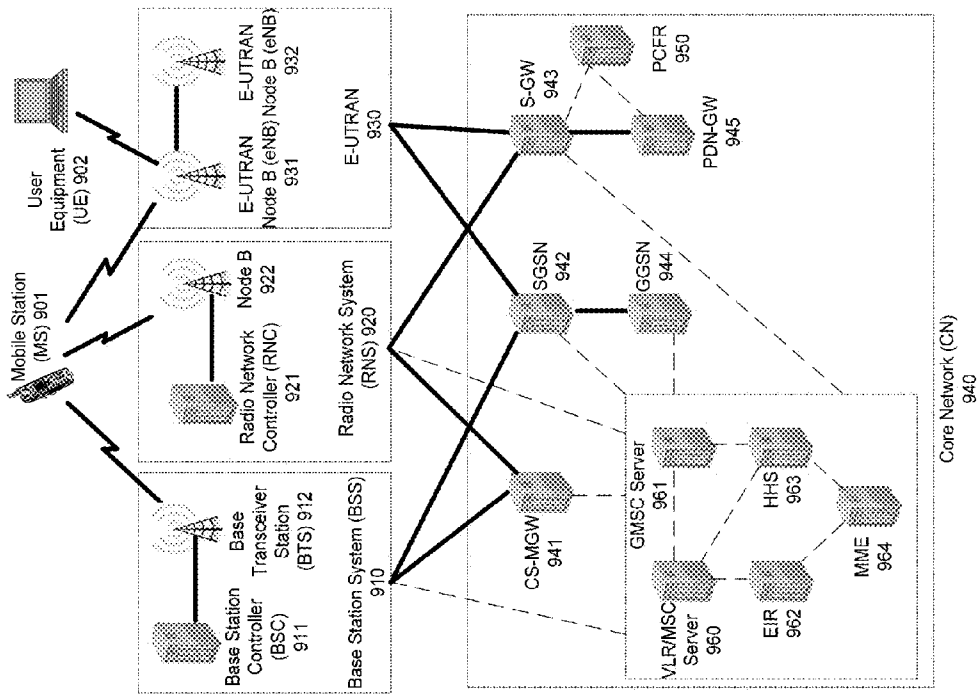 Mobile Station
(MS) 901
User
Equipment
(UE) 902
Base Station
Controller
(BSC)
911
Base
Transceiver
Station
(BTS) 912
Base Station System (BSS)
910
Radio Network
Controller (RNC)
921
Node B
922
Radio Network System
(RNS) 920
E-UTRAN
Node B (eNB)
931
E-UTRAN
Node B (eNB)
932
E-UTRAN
930
CS-MGW
941
SGSN
942
S-GW
943
GGSN
944
PDN-GW
945
PCFR
950
VLR/MSC
Server
960
GMSC Server
961
EIR
962
HHS
963
MME
964
Core Network (CN)
940